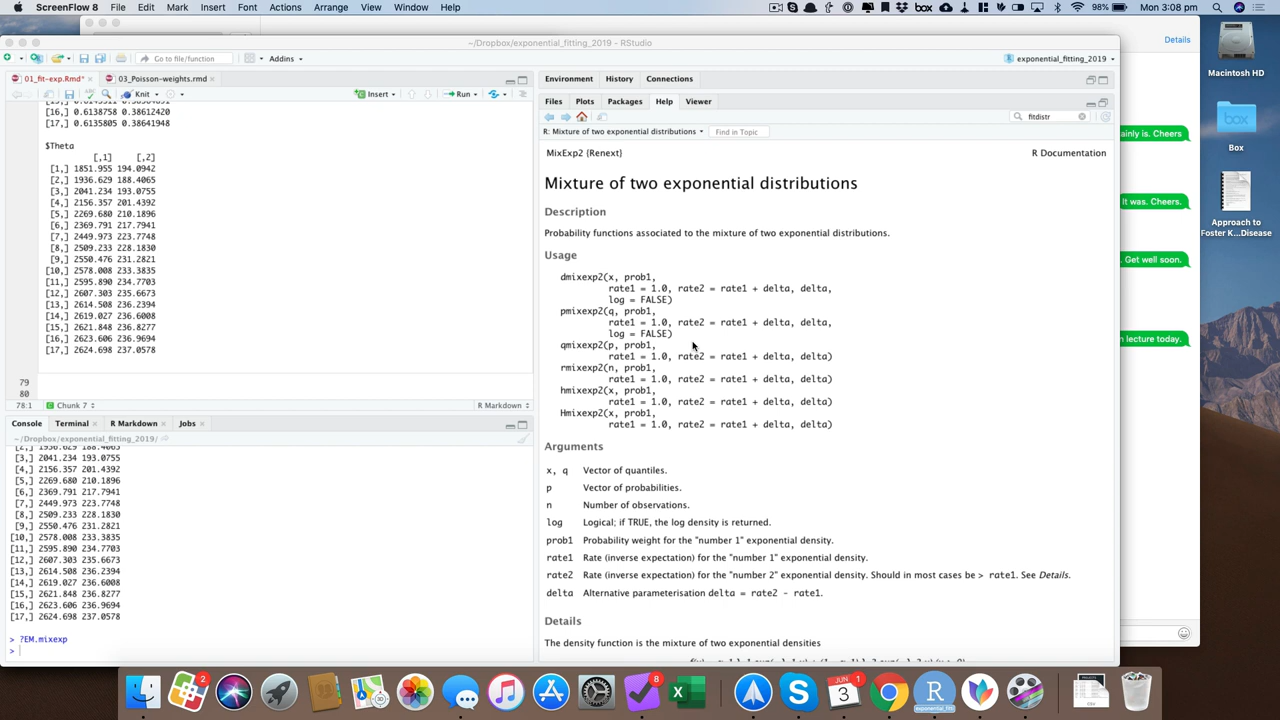 ScreenFlow 8 File Edit Mark Insert Font Actions Arrange View Window Help
98% Mon 3:08 pm
~/Dropbox/exponential_fitting_2019 - RStudio
Details
Go to file/function Addins
exponential_fitting_2019
01_fit-exp.Rmd* 03_Poisson-weights.rmd
Knit Insert Run
[16,] 0.6138758 0.38612420
[17,] 0.6135805 0.38641948
$Theta
[,1] [,2]
[1,] 1851.955 194.0942
[2,] 1936.629 188.4065
[3,] 2041.234 193.0755
[4,] 2156.357 201.4392
[5,] 2269.680 210.1896
[6,] 2369.791 217.7941
[7,] 2449.973 223.7748
[8,] 2509.233 228.1830
[9,] 2550.476 231.2821
[10,] 2578.008 233.3835
[11,] 2595.890 234.7703
[12,] 2607.303 235.6673
[13,] 2614.508 236.2394
[14,] 2619.027 236.6008
[15,] 2621.848 236.8277
[16,] 2623.606 236.9694
[17,] 2624.698 237.0578
79
80
78:1 Chunk 7 R Markdown
Console Terminal R Markdown Jobs
~/Dropbox/exponential_fitting_2019/
[2,] 1936.629 188.4065
[3,] 2041.234 193.0755
[4,] 2156.357 201.4392
[5,] 2269.680 210.1896
[6,] 2369.791 217.7941
[7,] 2449.973 223.7748
[8,] 2509.233 228.1830
[9,] 2550.476 231.2821
[10,] 2578.008 233.3835
[11,] 2595.890 234.7703
[12,] 2607.303 235.6673
[13,] 2614.508 236.2394
[14,] 2619.027 236.6008
[15,] 2621.848 236.8277
[16,] 2623.606 236.9694
[17,] 2624.698 237.0578
> ?EM.mixexp
>
Environment History Connections
Files Plots Packages Help Viewer
fitdistr
R: Mixture of two exponential distributions Find in Topic
MixExp2 {Renext} R Documentation
Mixture of two exponential distributions
Description
Probability functions associated to the mixture of two exponential distributions.
Usage
dmixexp2(x, prob1,
rate1 = 1.0, rate2 = rate1 + delta, delta,
log = FALSE)
pmixexp2(q, prob1,
rate1 = 1.0, rate2 = rate1 + delta, delta,
log = FALSE)
qmixexp2(p, prob1,
rate1 = 1.0, rate2 = rate1 + delta, delta)
rmixexp2(n, prob1,
rate1 = 1.0, rate2 = rate1 + delta, delta)
hmixexp2(x, prob1,
rate1 = 1.0, rate2 = rate1 + delta, delta)
Hmixexp2(x, prob1,
rate1 = 1.0, rate2 = rate1 + delta, delta)
Arguments
x, q Vector of quantiles.
p Vector of probabilities.
n Number of observations.
log Logical; if TRUE, the log density is returned.
prob1 Probability weight for the "number 1" exponential density.
rate1 Rate (inverse expectation) for the "number 1" exponential density.
rate2 Rate (inverse expectation) for the "number 2" exponential density. Should in most cases be > rate1. See Details.
delta Alternative parameterisation delta = rate2 - rate1.
Details
The density function is the mixture of two exponential densities
ainly is. Cheers
It was. Cheers.
Get well soon.
n lecture today.
Macintosh HD
box
Box
Approach to
Foster K...Disease
2
8
JUN
3
1
R
exponential_fitti
CSV